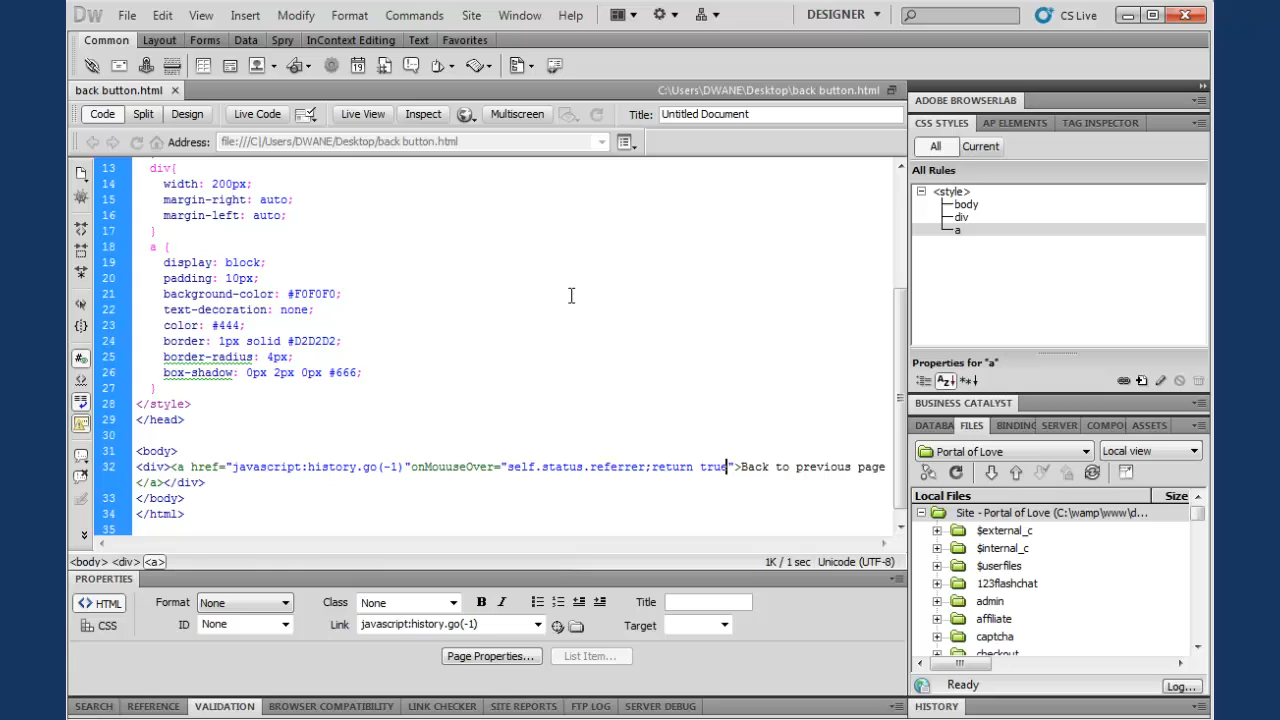 Dw File Edit View Insert Modify Format Commands Site Window Help DESIGNER CS Live
Common Layout Forms Data Spry InContext Editing Text Favorites
back button.html C:\Users\DWANE\Desktop\back button.html
Code Split Design Live Code Live View Inspect Multiscreen Title: Untitled Document
Address: file:///C|/Users/DWANE/Desktop/back button.html
13 div{
14 width: 200px;
15 margin-right: auto;
16 margin-left: auto;
17 }
18 a {
19 display: block;
20 padding: 10px;
21 background-color: #F0F0F0;
22 text-decoration: none;
23 color: #444;
24 border: 1px solid #D2D2D2;
25 border-radius: 4px;
26 box-shadow: 0px 2px 0px #666;
27 }
28 </style>
29 </head>
30
31 <body>
32 <div><a href="javascript:history.go(-1)"onMouuseOver="self.status.referrer;return true">Back to previous page
</a></div>
33 </body>
34 </html>
35
<body> <div> <a> 1K / 1 sec Unicode (UTF-8)
PROPERTIES
<> HTML Format None Class None B I Title
CSS ID None Link javascript:history.go(-1) Target
Page Properties... List Item...
SEARCH REFERENCE VALIDATION BROWSER COMPATIBILITY LINK CHECKER SITE REPORTS FTP LOG SERVER DEBUG
ADOBE BROWSERLAB
CSS STYLES AP ELEMENTS TAG INSPECTOR
All Current
All Rules
<style>
body
div
a
Properties for "a"
Az↓ **↓
BUSINESS CATALYST
DATABA FILES BINDING SERVER COMPO ASSETS
Portal of Love Local view
Local Files Size
Site - Portal of Love (C:\wamp\www\d...
$external_c
$internal_c
$userfiles
123flashchat
admin
affiliate
captcha
checkout
Ready Log...
HISTORY